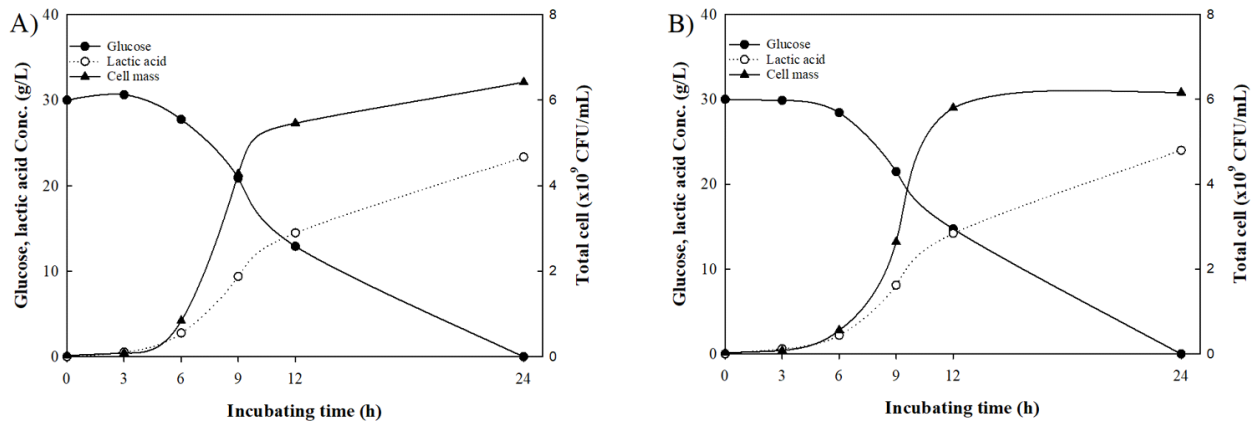 A)
Glucose, lactic acid Conc. (g/L)
40
30
20
10
0
Glucose
Lactic acid
Cell mass
8
6
4
2
0
Total cell (x10⁹ CFU/mL)
0 3 6 9 12 24
Incubating time (h)
B)
Glucose, lactic acid Conc. (g/L)
40
30
20
10
0
Glucose
Lactic acid
Cell mass
8
6
4
2
0
Total cell (x10⁹ CFU/mL)
0 3 6 9 12 24
Incubating time (h)